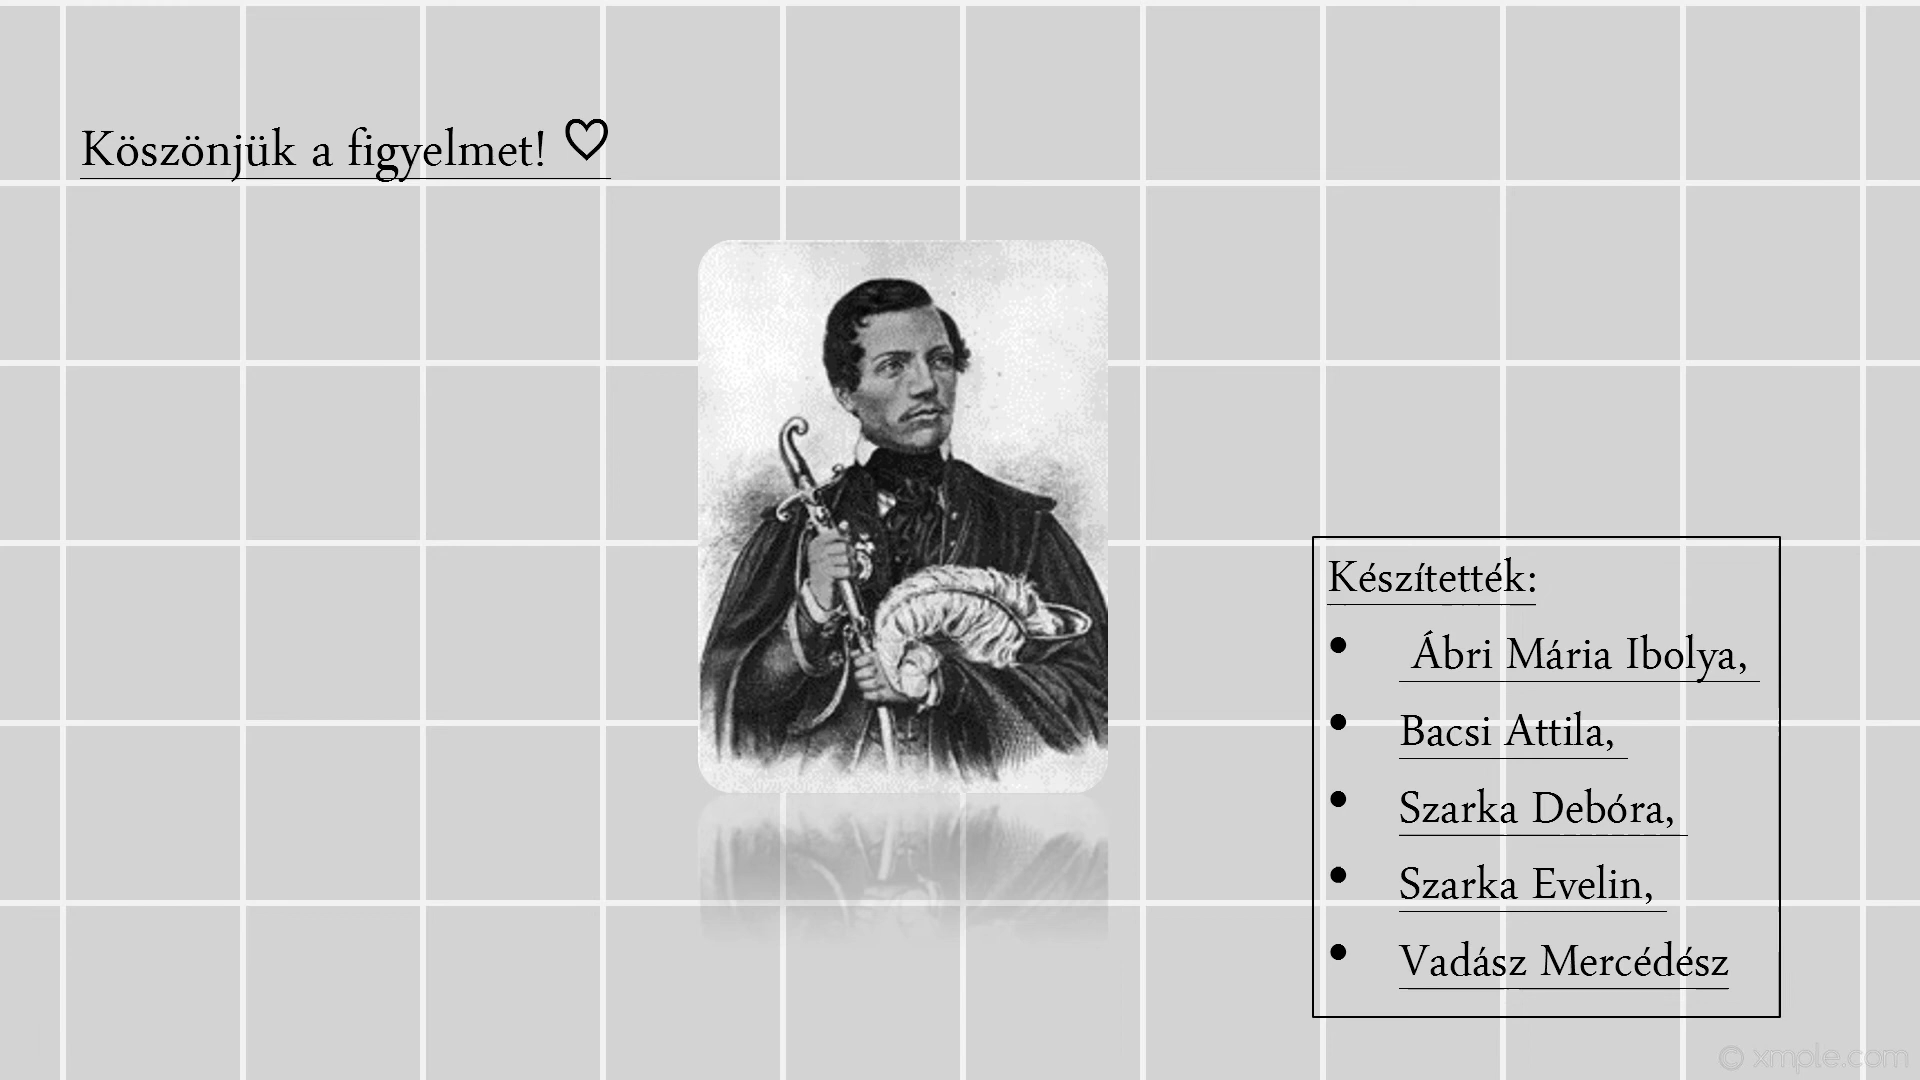 Köszönjük a figyelmet! ♡
Készítették:
• Ábri Mária Ibolya,
• Bacsi Attila,
• Szarka Debóra,
• Szarka Evelin,
• Vadász Mercédész
© xmple.com